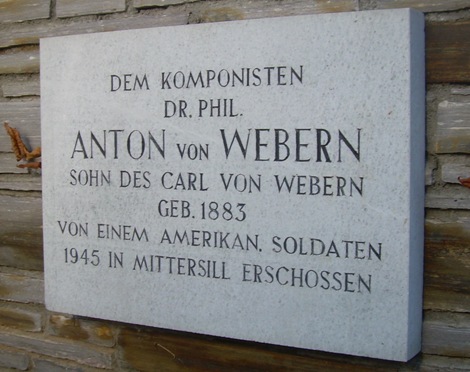 DEM KOMPONISTEN
DR. PHIL.
ANTON VON WEBERN
SOHN DES CARL VON WEBERN
GEB. 1883
VON EINEM AMERIKAN. SOLDATEN
1945 IN MITTERSILL ERSCHOSSEN